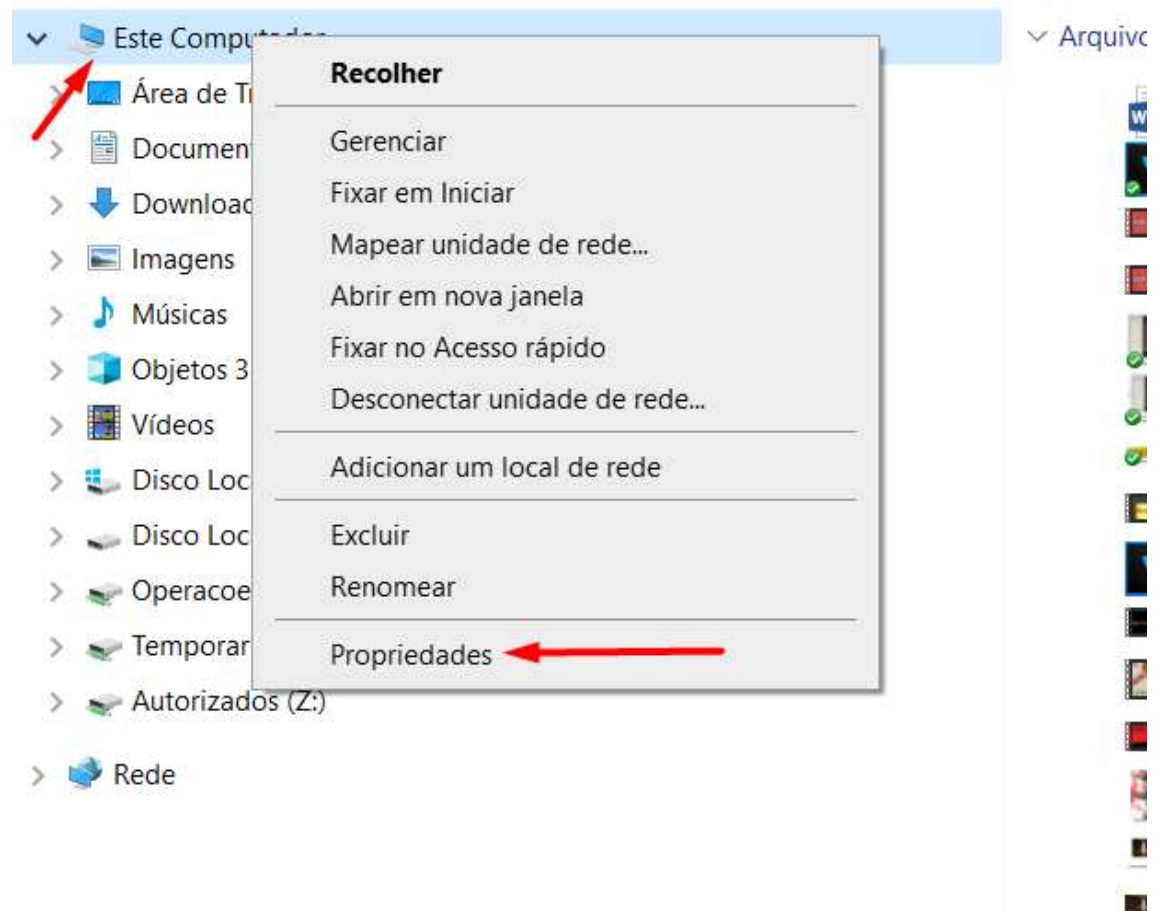 Este Computador
Arquivo
Recolher
Área de T
Gerenciar
Documen
Fixar em Iniciar
Downloac
Mapear unidade de rede...
Imagens
Abrir em nova janela
Músicas
Fixar no Acesso rápido
Objetos 3
Desconectar unidade de rede...
Vídeos
Adicionar um local de rede
Disco Loc
Excluir
Disco Loc
Renomear
Operacoe
Temporar
Propriedades
Autorizados (Z:)
Rede